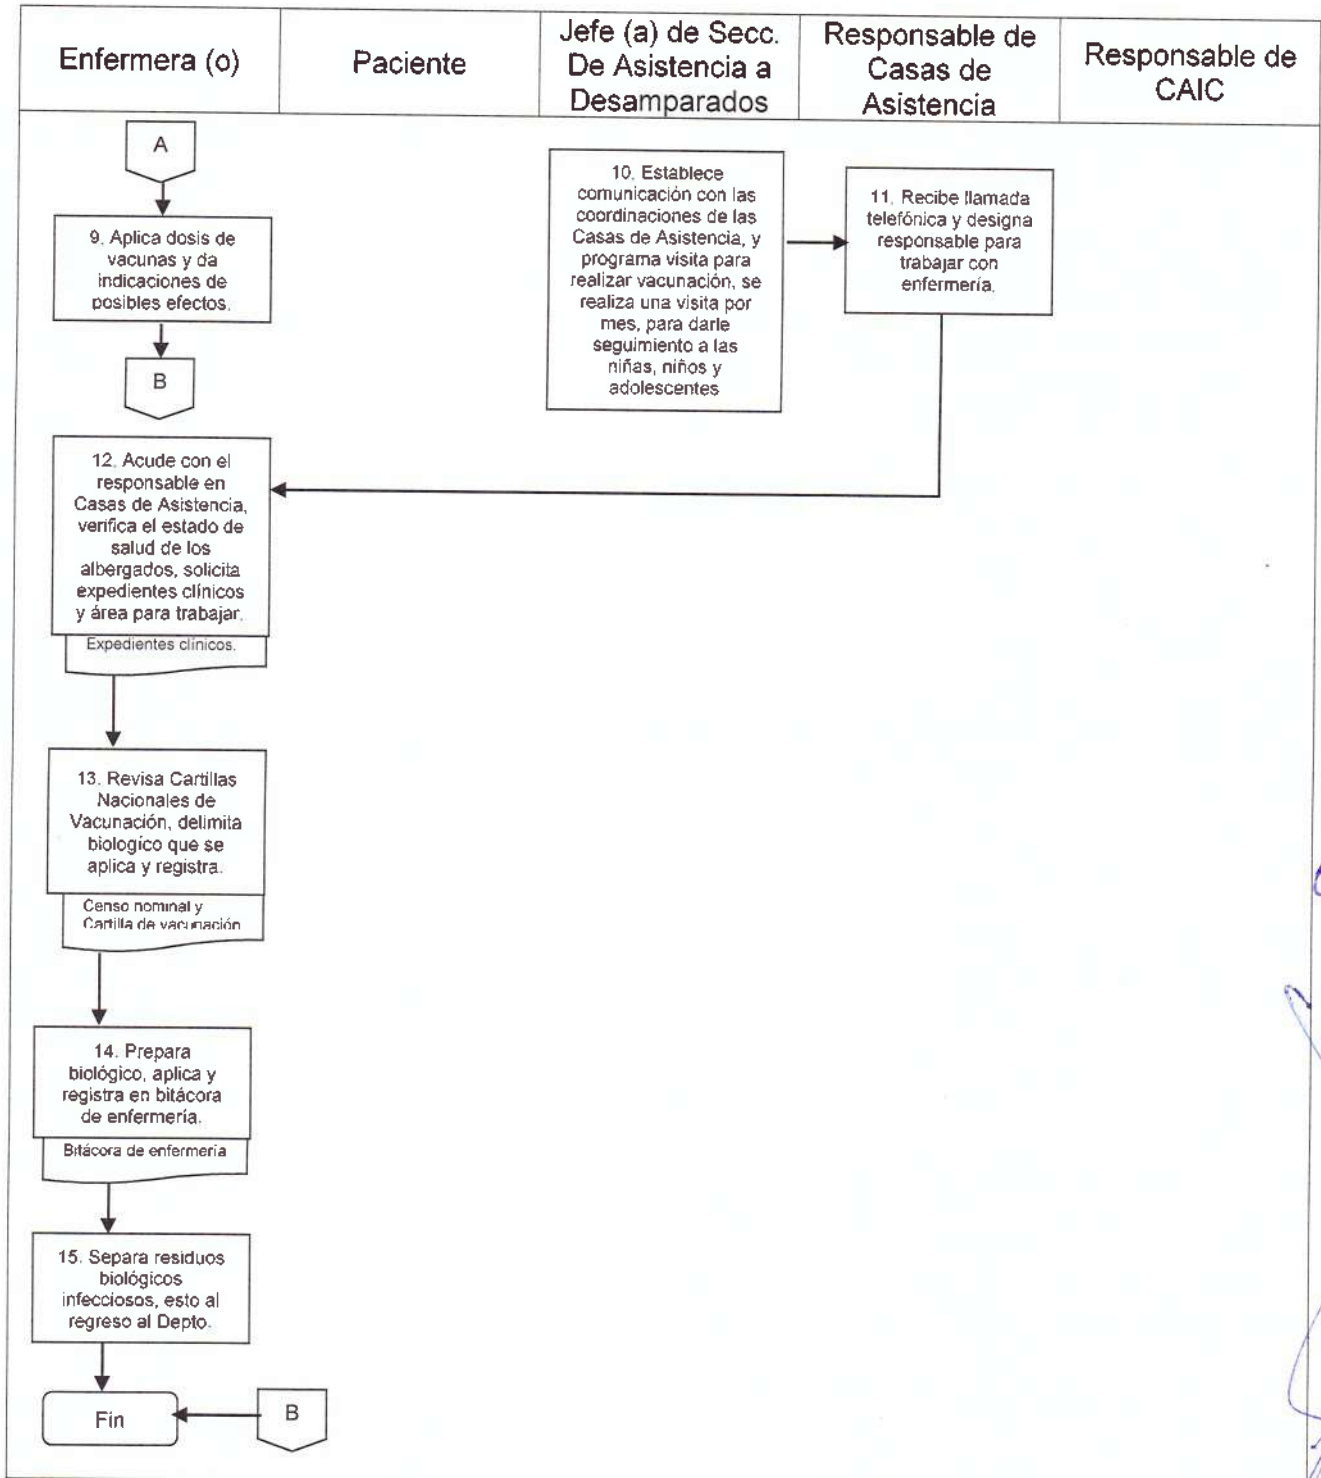 Enfermera (o)
Paciente
Jefe (a) de Secc.
De Asistencia a
Desamparados
Responsable de
Casas de
Asistencia
Responsable de
CAIC
A
9. Aplica dosis de
vacunas y da
indicaciones de
posibles efectos.
B
10. Establece
comunicación con las
coordinaciones de las
Casas de Asistencia, y
programa visita para
realizar vacunación, se
realiza una visita por
mes, para darle
seguimiento a las
niñas, niños y
adolescentes
11. Recibe llamada
telefónica y designa
responsable para
trabajar con
enfermería.
12. Acude con el
responsable en
Casas de Asistencia,
verifica el estado de
salud de los
albergados, solicita
expedientes clínicos
y área para trabajar.
Expedientes clínicos.
13. Revisa Cartillas
Nacionales de
Vacunación, delimita
biologico que se
aplica y registra.
Censo nominal y
Cartilla de vacunación
14. Prepara
biológico, aplica y
registra en bitácora
de enfermería.
Bitácora de enfermería
15. Separa residuos
biológicos
infecciosos, esto al
regreso al Depto.
Fin
B